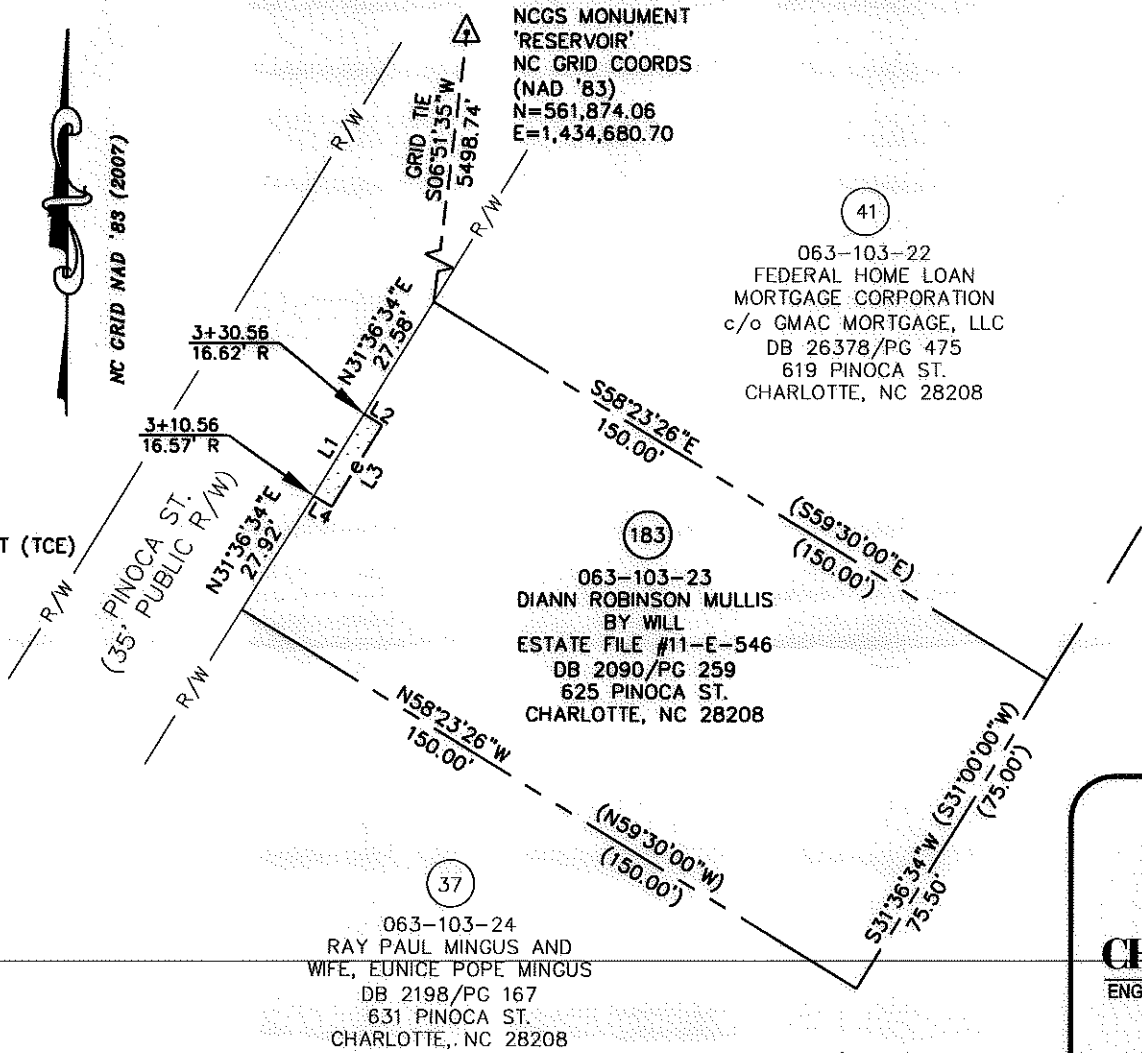 NCGS MONUMENT
'RESERVOIR'
NC GRID COORDS
(NAD '83)
N=561,874.06
E=1,434,680.70
NC GRID NAD '83 (2007)
R/W
GRID TIE
S06°51'35"W
5498.74'
R/W
41
063-103-22
FEDERAL HOME LOAN
MORTGAGE CORPORATION
c/o GMAC MORTGAGE, LLC
DB 26378/PG 475
619 PINOCA ST.
CHARLOTTE, NC 28208
3+30.56
16.62' R
N31°36'34"E
27.58'
3+10.56
16.57' R
L1
L2
e
L3
L4
S58°23'26"E
150.00'
(S59°30'00"E)
(150.00')
T (TCE)
R/W
PINOCA ST.
(35' PUBLIC R/W)
N31°36'34"E
27.92'
R/W
183
063-103-23
DIANN ROBINSON MULLIS
BY WILL
ESTATE FILE #11-E-546
DB 2090/PG 259
625 PINOCA ST.
CHARLOTTE, NC 28208
N58°23'26"W
150.00'
(N59°30'00"W)
(150.00')
S31°36'34"W (S31°00'00"W)
75.50' (75.00')
37
063-103-24
RAY PAUL MINGUS AND
WIFE, EUNICE POPE MINGUS
DB 2198/PG 167
631 PINOCA ST.
CHARLOTTE, NC 28208
ENG